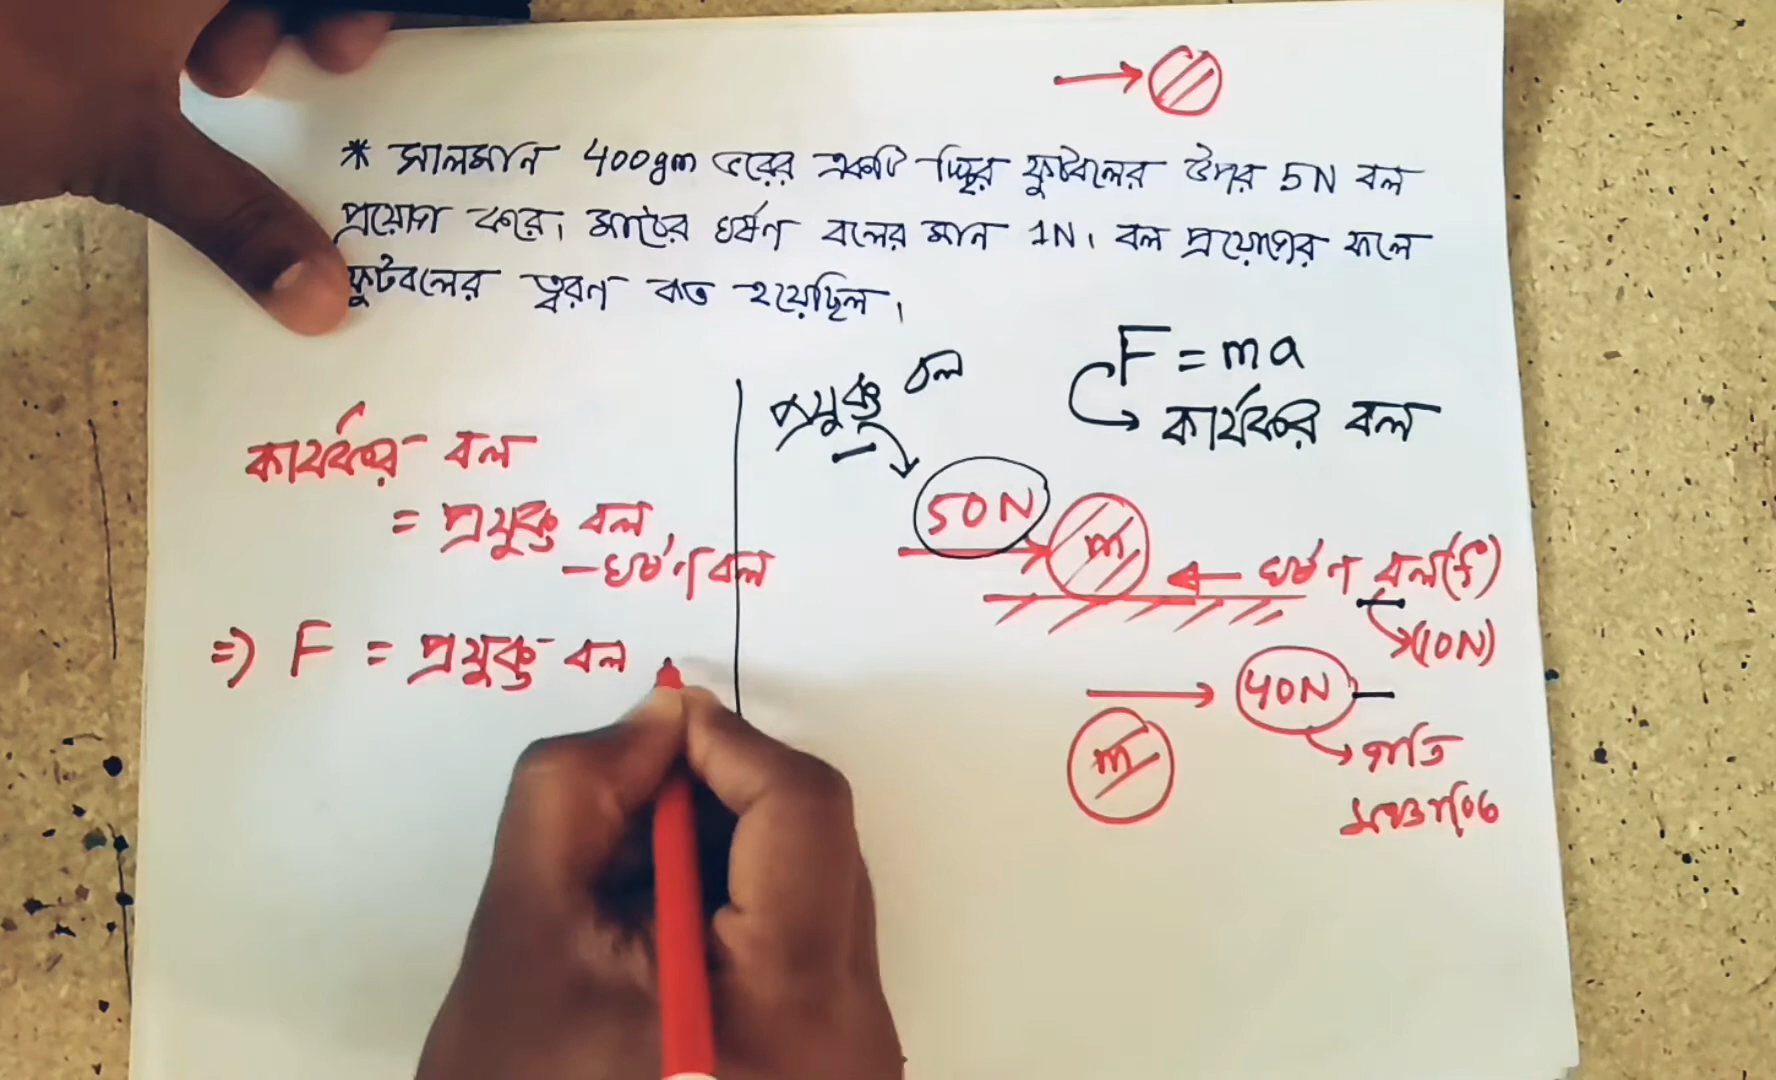 * সালমান 400gm ভরের একটি স্থির ফুটবলের উপর 5N বল
প্রয়োগ করে। মাঠের ঘর্ষণ বলের মান 1N। বল প্রয়োগের ফলে
ফুটবলের ত্বরণ কত হয়েছিল।
F = ma
কার্যকর বল
প্রযুক্ত বল
কার্যকর বল
= প্রযুক্ত বল
- ঘর্ষণ বল
50N
m
ঘর্ষণ বল(f)
(10N)
=) F = প্রযুক্ত বল
40N
m
গতি